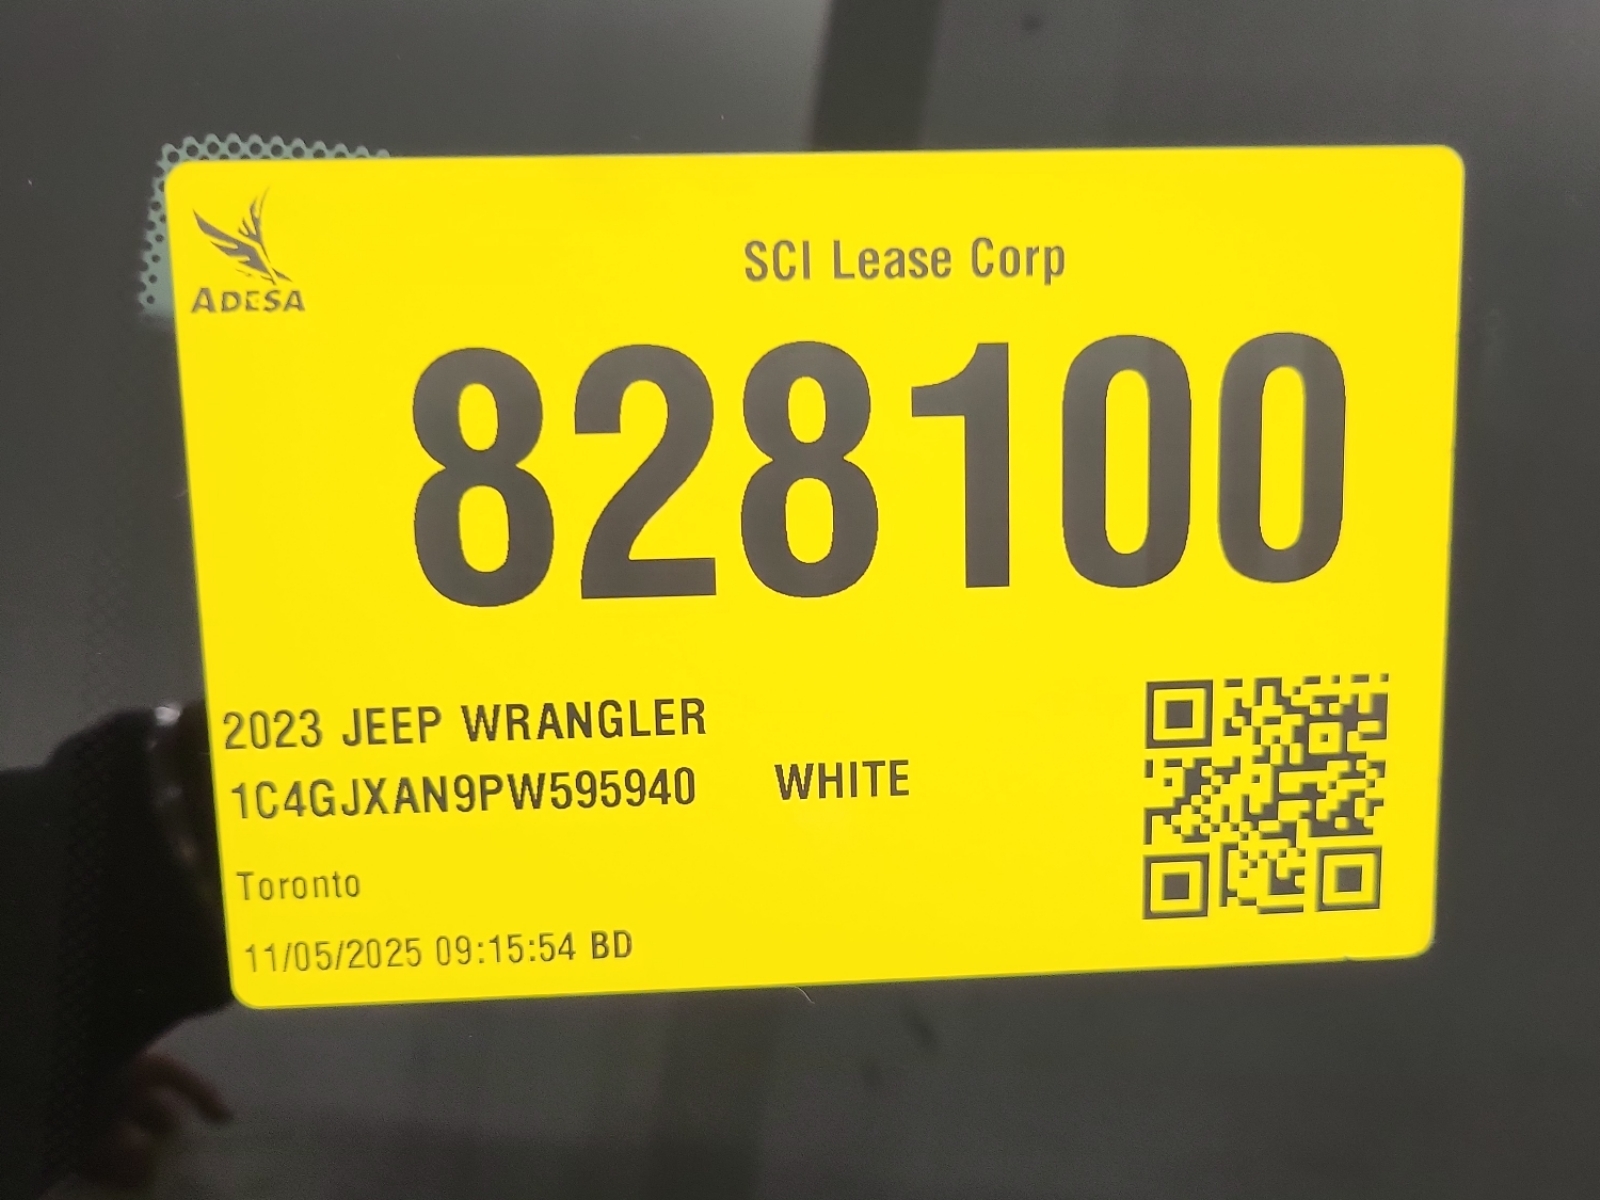 ADESA
SCI Lease Corp
828100
2023 JEEP WRANGLER
1C4GJXAN9PW595940 WHITE
Toronto
11/05/2025 09:15:54 BD